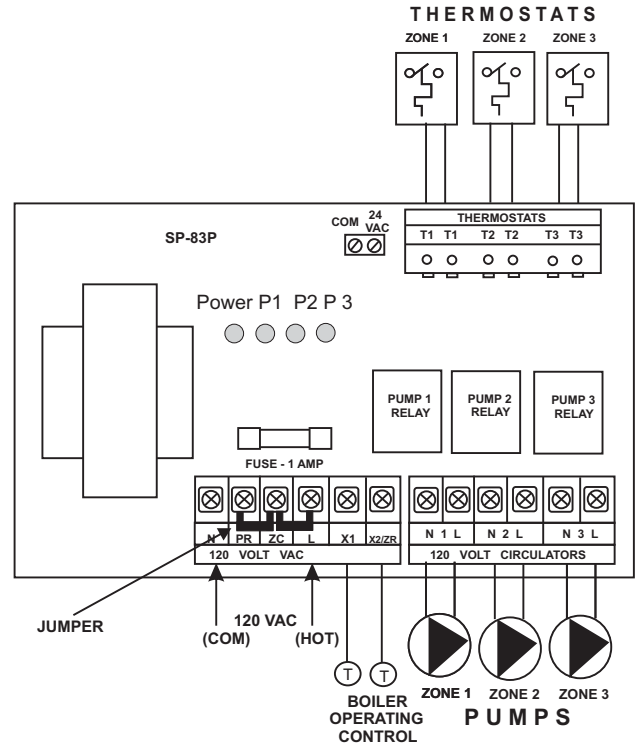 THERMOSTATS
ZONE 1 ZONE 2 ZONE 3
SP-83P
COM 24 VAC
THERMOSTATS
T1 T1 T2 T2 T3 T3
Power P1 P2 P 3
PUMP 1 RELAY
PUMP 2 RELAY
PUMP 3 RELAY
FUSE - 1 AMP
N PR ZC L X1 X2/ZR
120 VOLT VAC
N 1 L N 2 L N 3 L
120 VOLT CIRCULATORS
JUMPER
120 VAC
(COM) (HOT)
T T
BOILER
OPERATING
CONTROL
ZONE 1 ZONE 2 ZONE 3
PUMPS